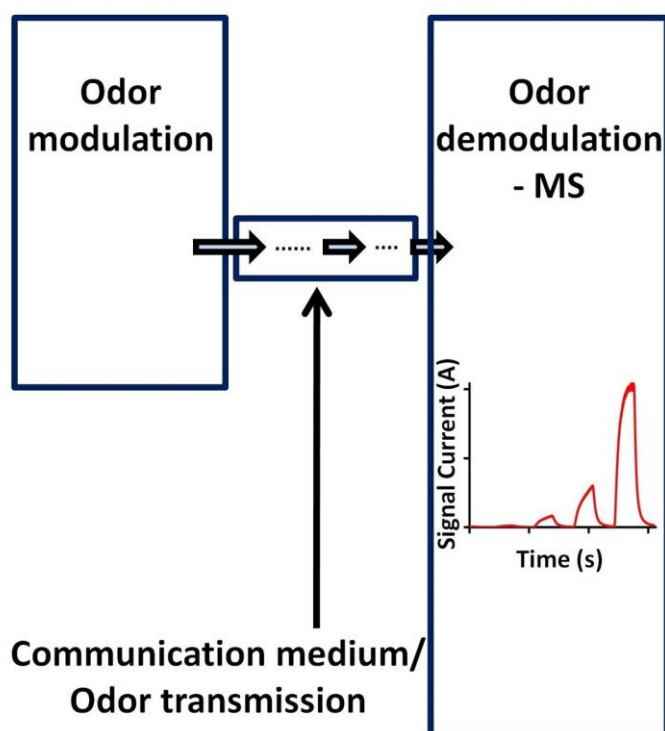 Odor
modulation
Odor
demodulation
- MS
...... ....
Signal Current (A)
Time (s)
Communication medium/
Odor transmission